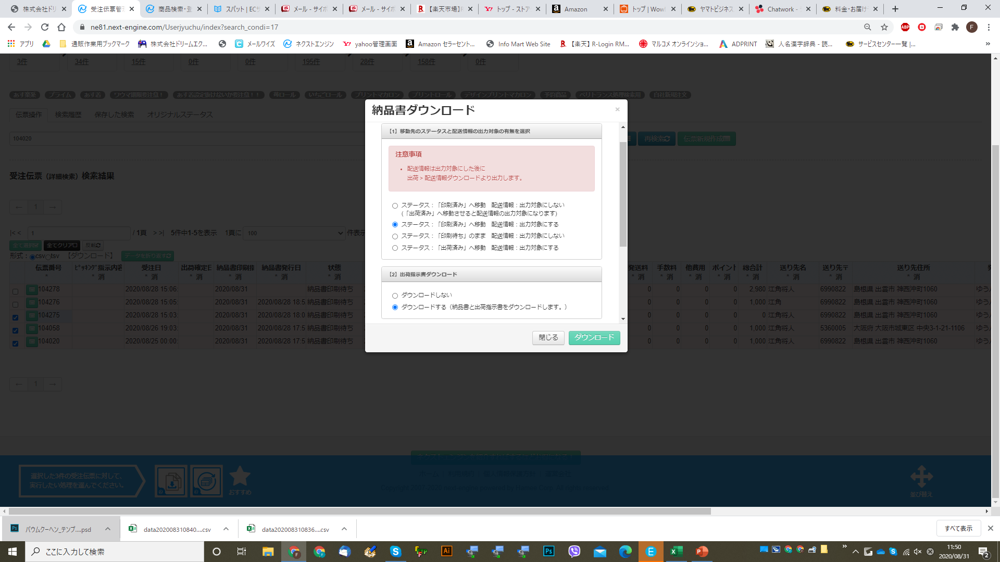 株式会社ドリ
受注伝票管理
商品検索・登
スパット | ECサ
メール - サイボ
メール - サイボ
【楽天市場】R
トップ - ストア
Amazon
トップ | Wow!
ヤマトビジネス
Chatwork -
料金・お届け
ne81.next-engine.com/Userjyuchu/index?search_condi=17
アプリ
通販作業用ブックマーク
株式会社ドリームエク...
メールワイズ
ネクストエンジン
yahoo管理画面
Amazon セラーセント...
Info Mart Web Site
【楽天】R-Login RM...
マルコメ オンラインショ...
ADPRINT
人名漢字辞典 - 読...
サービスセンター一覧 |...
3件 34件 15件 0件 0件 195件 28件 158件 0件
あす楽系 プライム あす着 ワウマ期限要注意！ あす着設定抜けないか要注意！！ 苺ロール いちごロール プリントマカロン プリントロール デザインプリントマカロン 予約商品 ベリトランス処理検索用 自社新規注文
伝票操作 検索履歴 保存した検索 オリジナルステータス
104020
再検索
伝票新規作成
受注伝票（詳細検索）検索結果
← 1 →
|< < 1 / 1頁 > >| 5件中1-5を表示 1頁に 100 件表示
全て選択 全てクリア 反転
形式： csv tsv 【ダウンロード】 データを折り返す
伝票番号 ﾋﾟｯｷﾝｸﾞ指示内容 受注日 出荷確定日 納品書印刷指 納品書発行日 状態 発送料 手数料 他費用 ポイント 総合計 送り先名 送り先〒 送り先住所
* * 消 * 消 * 消 * 消 * 消 * 消 * 消 * 消 * 消 * 消 * 消 * 消 * 消 * 消
104278 2020/08/28 15:06: 2020/08/31 納品書印刷待ち 0 0 0 0 2,980 江角将人 6990822 島根県 出雲市 神西沖町1060 ゆう
104276 2020/08/28 15:05: 2020/08/31 2020/08/28 18:5 納品書印刷待ち 0 0 0 0 1,000 江角 6990822 島根県 出雲市 神西沖町1060 ゆう
104275 2020/08/28 15:03: 2020/08/31 2020/08/28 18:0 納品書印刷待ち 0 0 0 0 0 江角将人 6990822 島根県 出雲市 神西沖町1060 ゆう
104058 2020/08/26 19:03: 2020/08/31 2020/08/28 17:5 納品書印刷待ち 0 0 0 0 1,000 江角将人 5360005 大阪府 大阪市城東区 中央3-1-21-1106 ゆう
104020 2020/08/25 00:00: 2020/08/31 2020/08/28 17:5 納品書印刷待ち 0 0 0 0 1,000 江角将人 6990822 島根県 出雲市 神西沖町1060 ゆう
← 1 →
納品書ダウンロード
×
【1】移動先のステータスと配送情報の出力対象の有無を選択
注意事項
• 配送情報は出力対象にした後に
出荷 > 配送情報ダウンロードより出力します。
ステータス：「印刷済み」へ移動　配送情報：出力対象にしない
(「出荷済み」へ移動させると配送情報の出力対象になります)
ステータス：「印刷済み」へ移動　配送情報：出力対象にする
ステータス：「印刷待ち」のまま　配送情報：出力対象にしない
ステータス：「出荷済み」へ移動　配送情報：出力対象にする
【2】出荷指示書ダウンロード
ダウンロードしない
ダウンロードする（納品書と出荷指示書をダウンロードします。）
閉じる
ダウンロード
選択した3件の受注伝票に対して、
実行したい処理を選んでください。
おすすめ
並び替え
バウムクーヘン_テンプ....psd
data202008310840....csv
data202008310836....csv
すべて表示
ここに入力して検索
11:50
2020/08/31
2